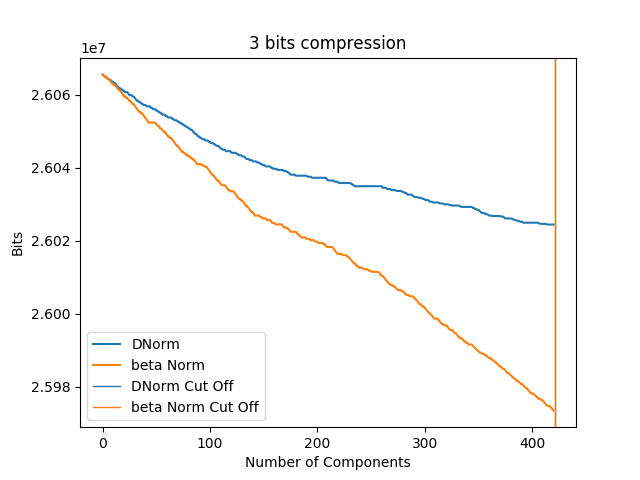 3 bits compression
1e7
2.606
2.604
2.602
2.600
2.598
Bits
DNorm
beta Norm
DNorm Cut Off
beta Norm Cut Off
0 100 200 300 400
Number of Components